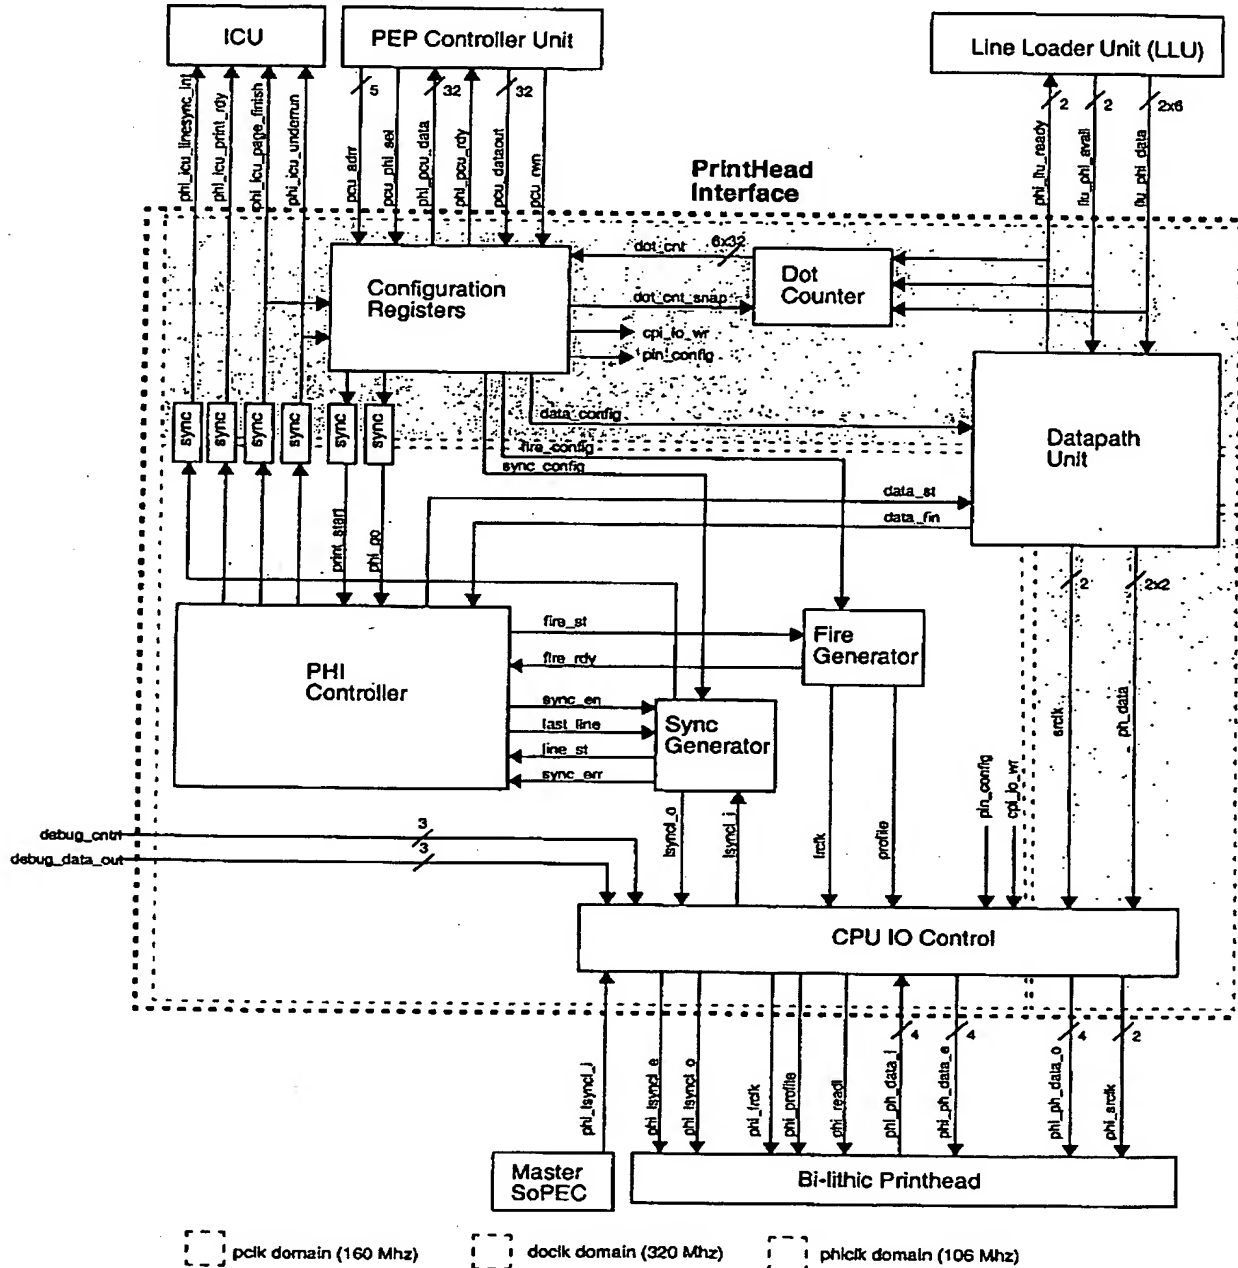 ICU
PEP Controller Unit
Line Loader Unit (LLU)
phi_icu_linesync_int
phi_icu_print_rdy
phi_icu_page_finish
phi_icu_underrun
5
pcu_adrr
pcu_phi_sel
32
phi_pcu_data
phi_pcu_rdy
32
pcu_dataout
pcu_rwn
2
phi_llu_ready
2
llu_phi_avail
2x6
llu_phi_data
PrintHead
Interface
Configuration
Registers
dot_cnt
6x32
dot_cnt_snap
cpi_io_wr
pin_config
Dot
Counter
sync
sync
sync
sync
sync
sync
data_config
fire_config
sync_config
Datapath
Unit
data_st
data_fin
print_start
phi_go
2
2x2
PHI
Controller
fire_st
fire_rdy
Fire
Generator
sync_en
last_line
line_st
sync_err
Sync
Generator
srclk
ph_data
debug_cntrl
3
debug_data_out
3
lsyncl_o
lsyncl_i
frclk
profile
pin_config
cpi_io_wr
CPU IO Control
phi_lsyncl_i
phi_lsyncl_e
phi_lsyncl_o
phi_frclk
phi_profile
phi_readl
4
phi_ph_data_i
4
phi_ph_data_e
4
phi_ph_data_o
2
phi_srclk
Master
SoPEC
Bi-lithic Printhead
pclk domain (160 Mhz)
doclk domain (320 Mhz)
phiclk domain (106 Mhz)